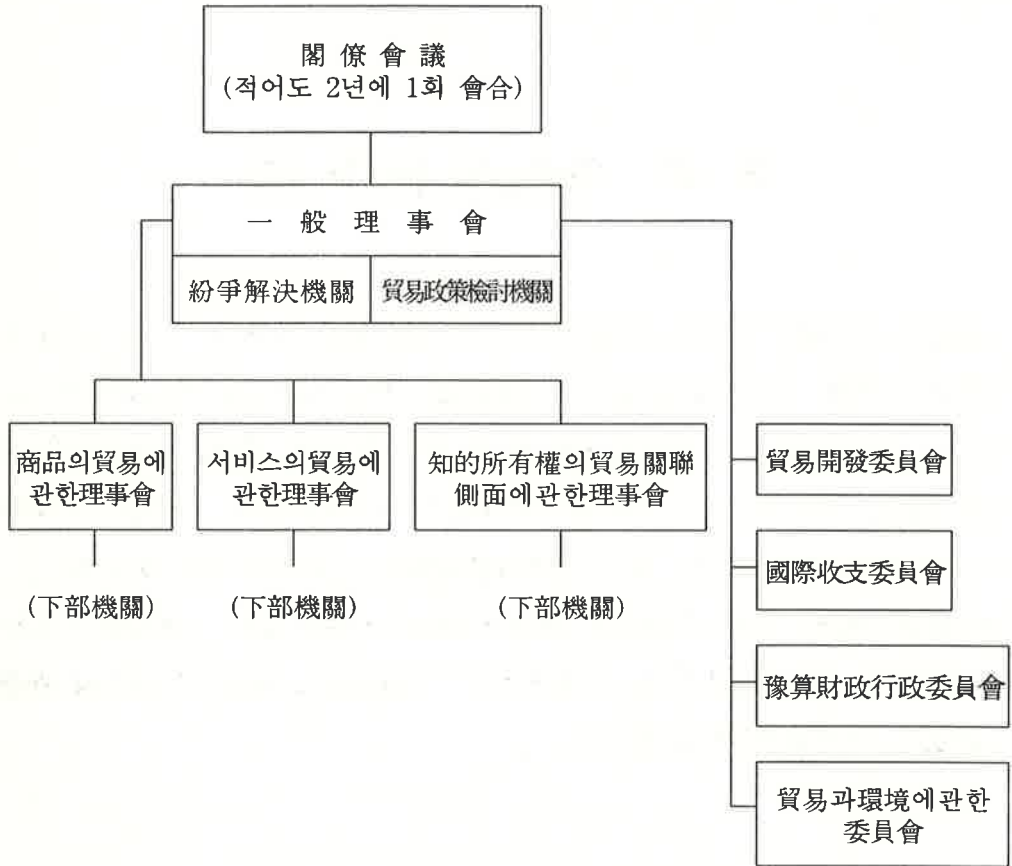 閣僚會議
(적어도 2년에 1회 會合)
一般理事會
紛爭解決機關
貿易政策檢討機關
商品의貿易에
관한理事會
(下部機關)
서비스의貿易에
관한理事會
(下部機關)
知的所有權의貿易關聯
側面에관한理事會
(下部機關)
貿易開發委員會
國際收支委員會
豫算財政行政委員會
貿易과環境에관한
委員會